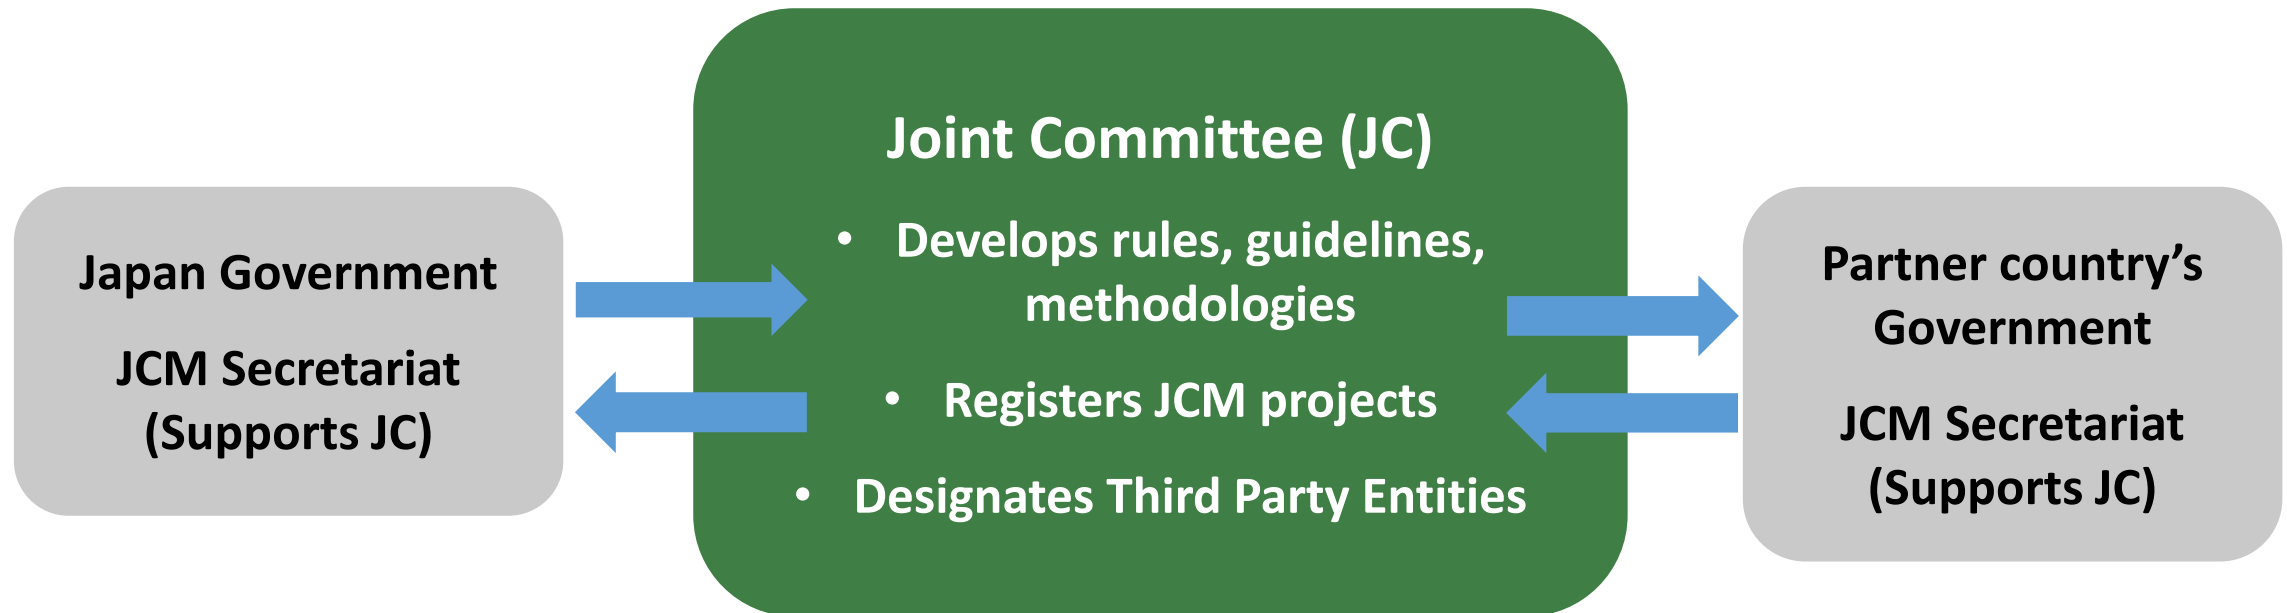 Japan Government
JCM Secretariat
(Supports JC)
Joint Committee (JC)
• Develops rules, guidelines,
methodologies
• Registers JCM projects
• Designates Third Party Entities
Partner country’s
Government
JCM Secretariat
(Supports JC)